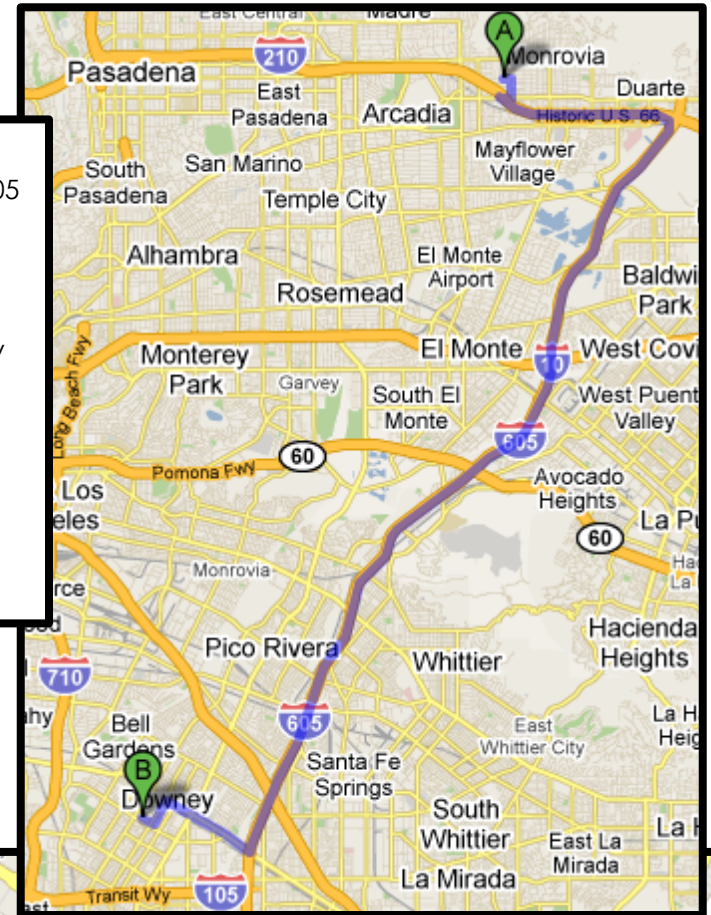 East Central
Madre
A
210
Monrovia
Pasadena
East
Pasadena
Arcadia
Duarte
Historic U.S. 66
05
South
Pasadena
San Marino
Mayflower
Village
Temple City
Alhambra
El Monte
Airport
Baldwi
Park
Rosemead
Long Beach Fwy
Monterey
Park
Garvey
El Monte
10
West Covi
South El
Monte
West Puent
Valley
605
60
Pomona Fwy
Avocado
Heights
Los
eles
La Pu
60
Monrovia
Ha
La
rce
Pico Rivera
Whittier
Hacienda
Heights
710
hy
Bell
Gardens
605
East
Whittier City
La H
Heig
B
Downey
Santa Fe
Springs
South
Whittier
East La
Mirada
La H
La Mirada
Transit Wy
105
ast